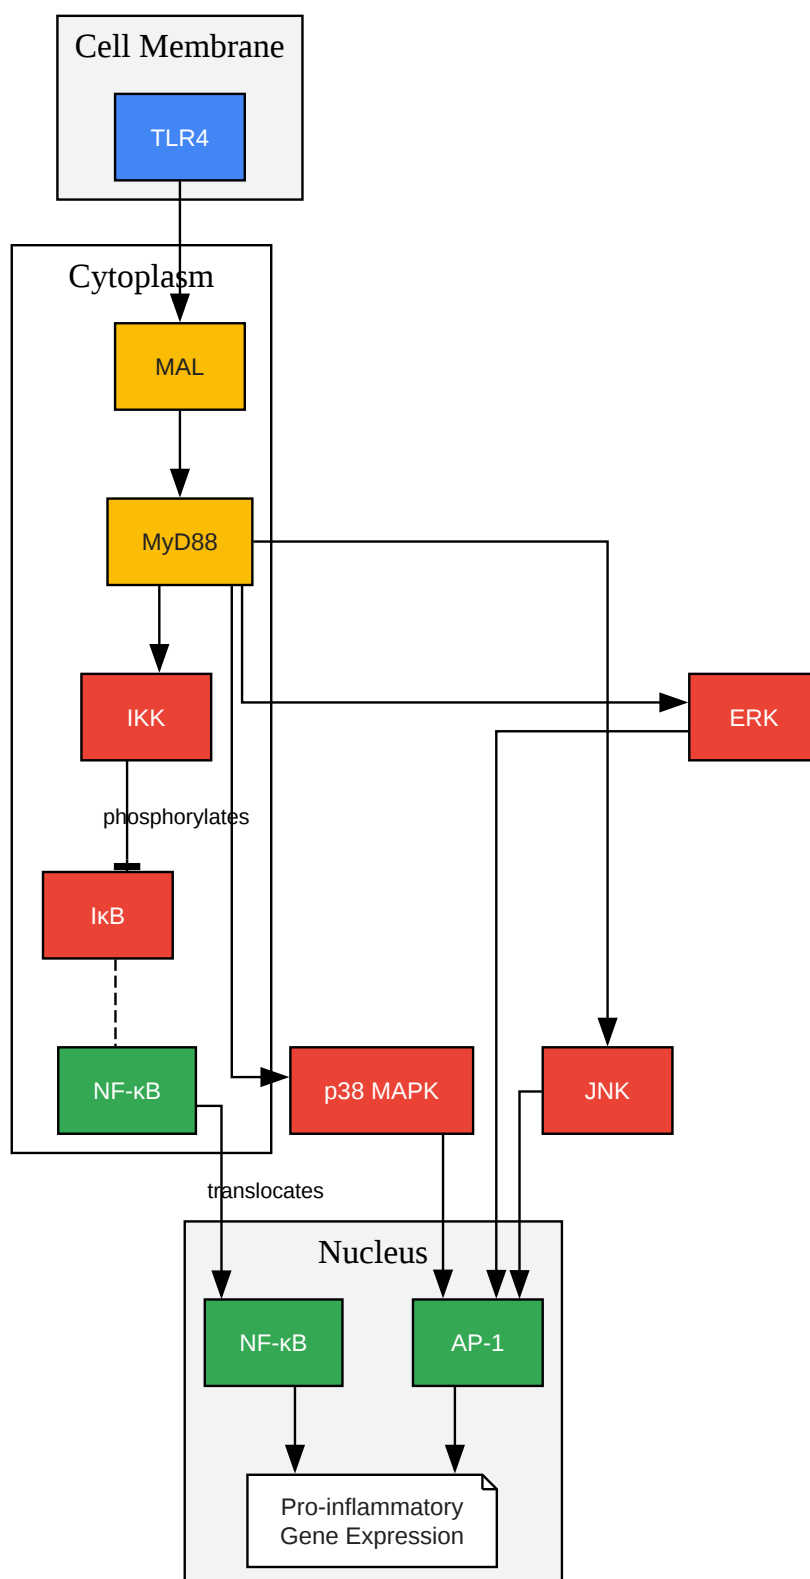 Cell Membrane
TLR4
Cytoplasm
MAL
MyD88
IKK
ERK
phosphorylates
IκB
NF-κB
p38 MAPK
JNK
translocates
Nucleus
NF-κB
AP-1
Pro-inflammatory
Gene Expression